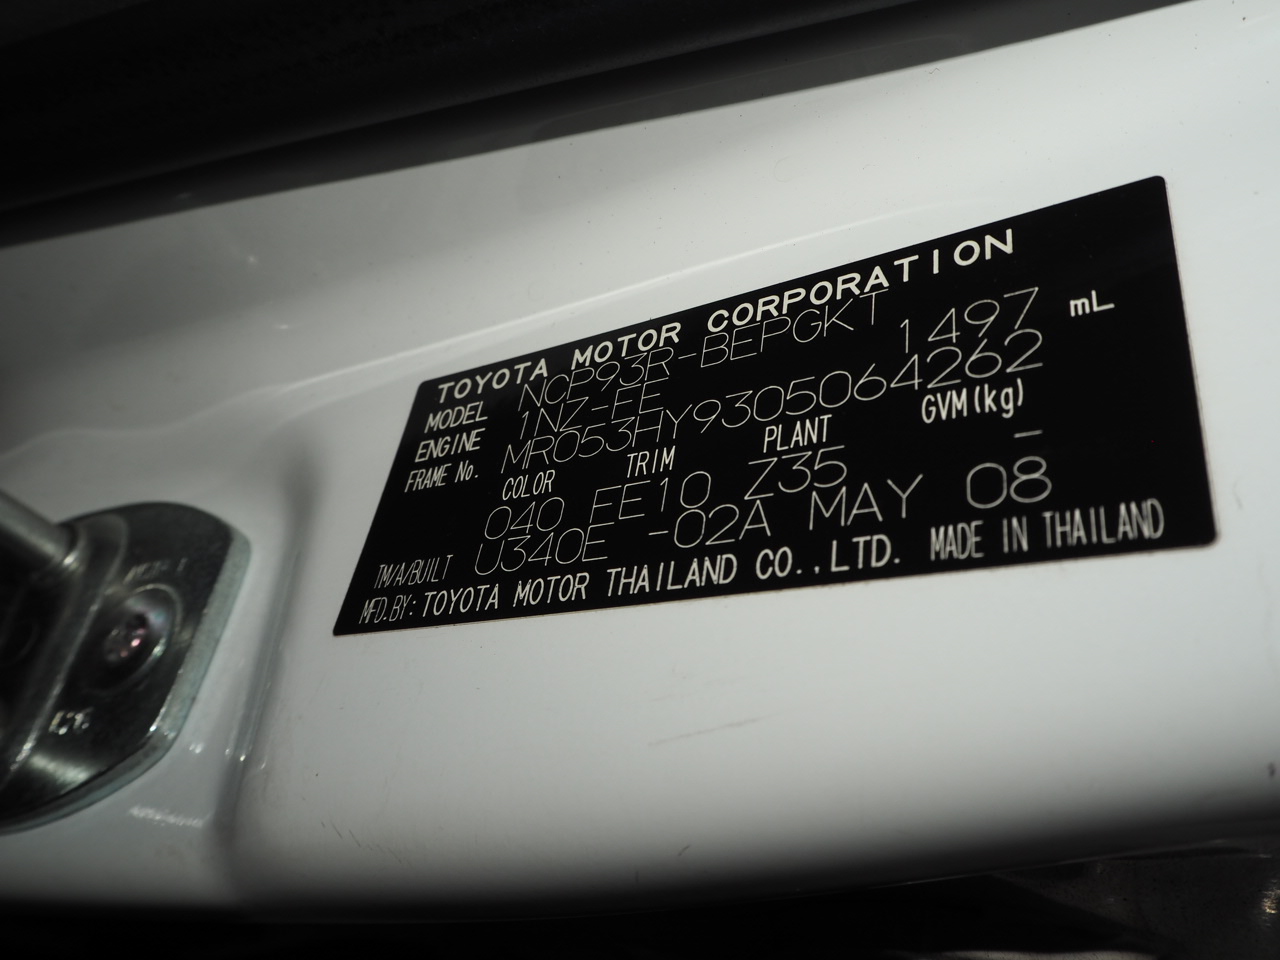 TOYOTA MOTOR CORPORATION
MODEL NCP93R-BEPGKT
ENGINE 1NZ-FE 1497 mL
FRAME No. MR053HY9305064262
COLOR TRIM PLANT GVM(kg)
040 FE10 Z35 –
TM/A/BUILT U340E -02A MAY 08
MFD.BY: TOYOTA MOTOR THAILAND CO.,LTD. MADE IN THAILAND